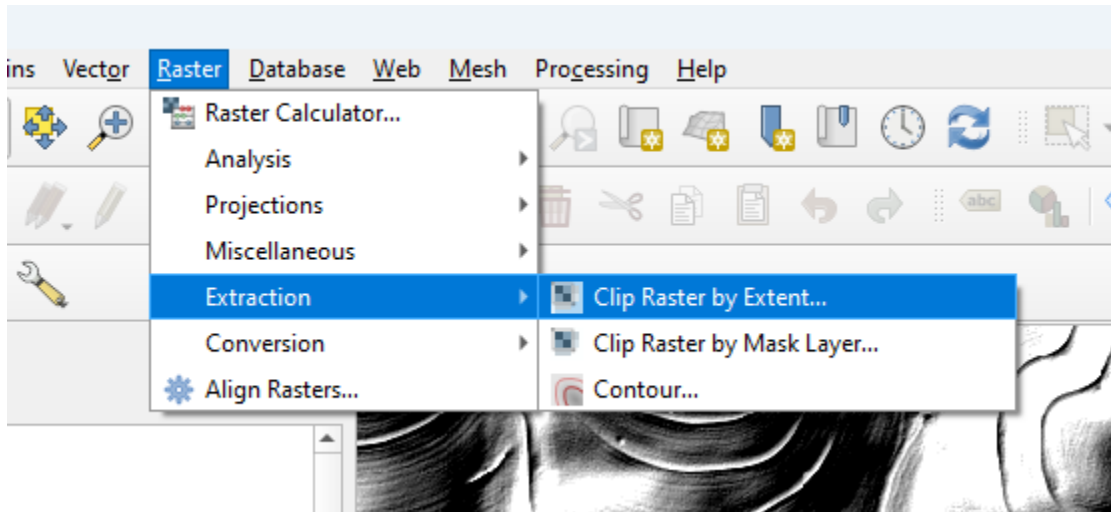 ins Vector Raster Database Web Mesh Processing Help
Raster Calculator...
Analysis
Projections
Miscellaneous
abc
Extraction
Clip Raster by Extent...
Conversion
Clip Raster by Mask Layer...
Align Rasters...
Contour...